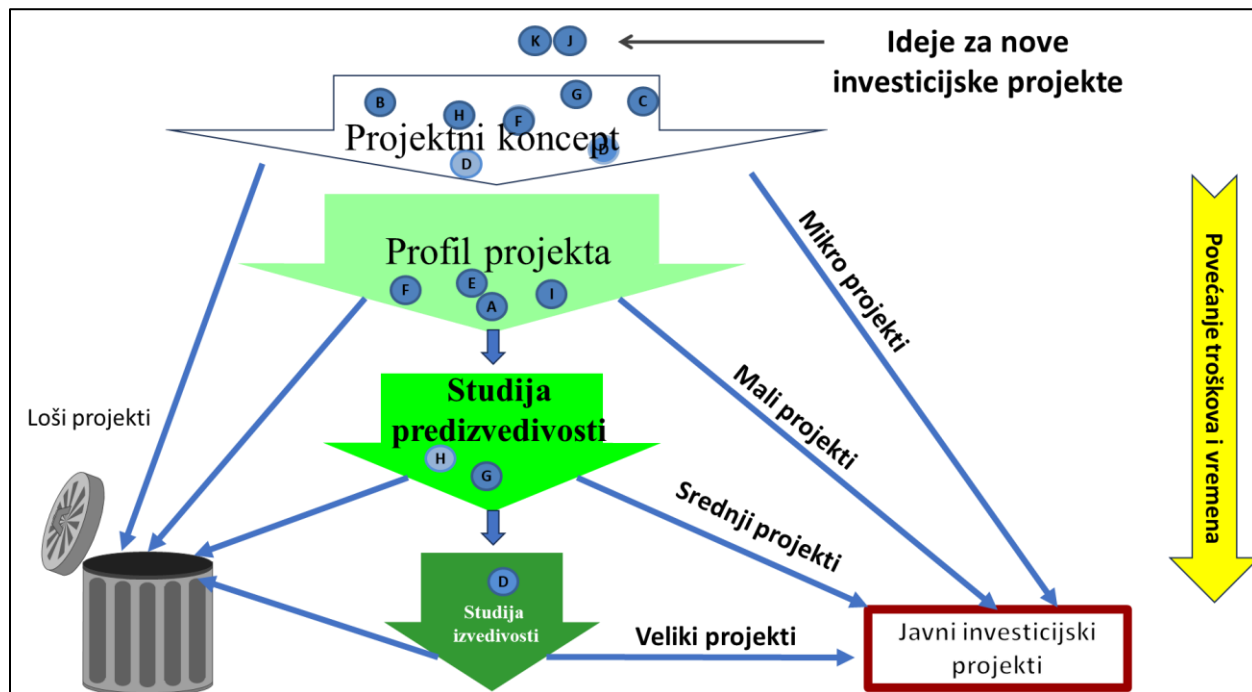 K J
Ideje za nove
investicijske projekte
B H F G C
Projektni koncept
D D
Profil projekta
F E A I
Mikro projekti
Povećanje troškova i vremena
Studija
predizvedivosti
Mali projekti
Loši projekti
H G
Srednji projekti
D
Studija
izvedivosti
Veliki projekti
Javni investicijski
projekti